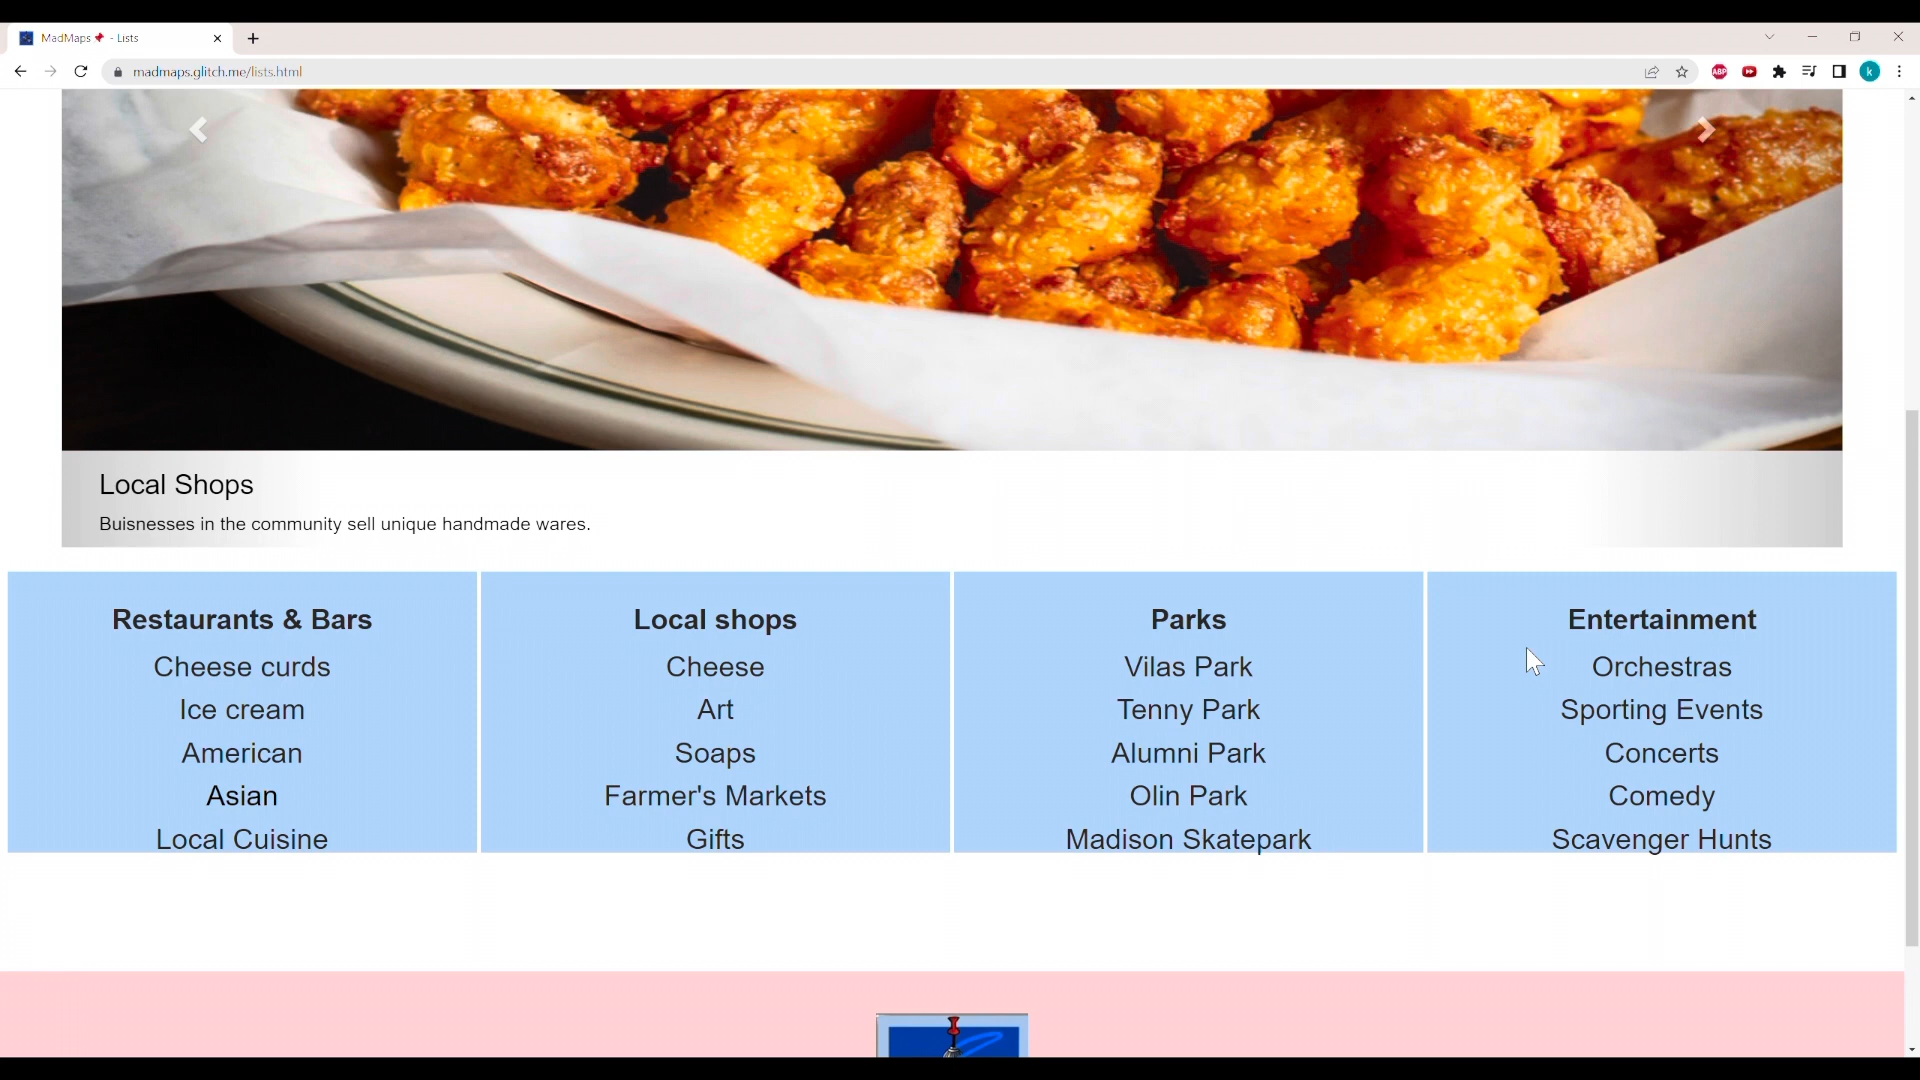 MadMaps 📌 - Lists
madmaps.glitch.me/lists.html
ABP
k
Local Shops
Buisnesses in the community sell unique handmade wares.
Restaurants & Bars
Cheese curds
Ice cream
American
Asian
Local Cuisine
Local shops
Cheese
Art
Soaps
Farmer's Markets
Gifts
Parks
Vilas Park
Tenny Park
Alumni Park
Olin Park
Madison Skatepark
Entertainment
Orchestras
Sporting Events
Concerts
Comedy
Scavenger Hunts